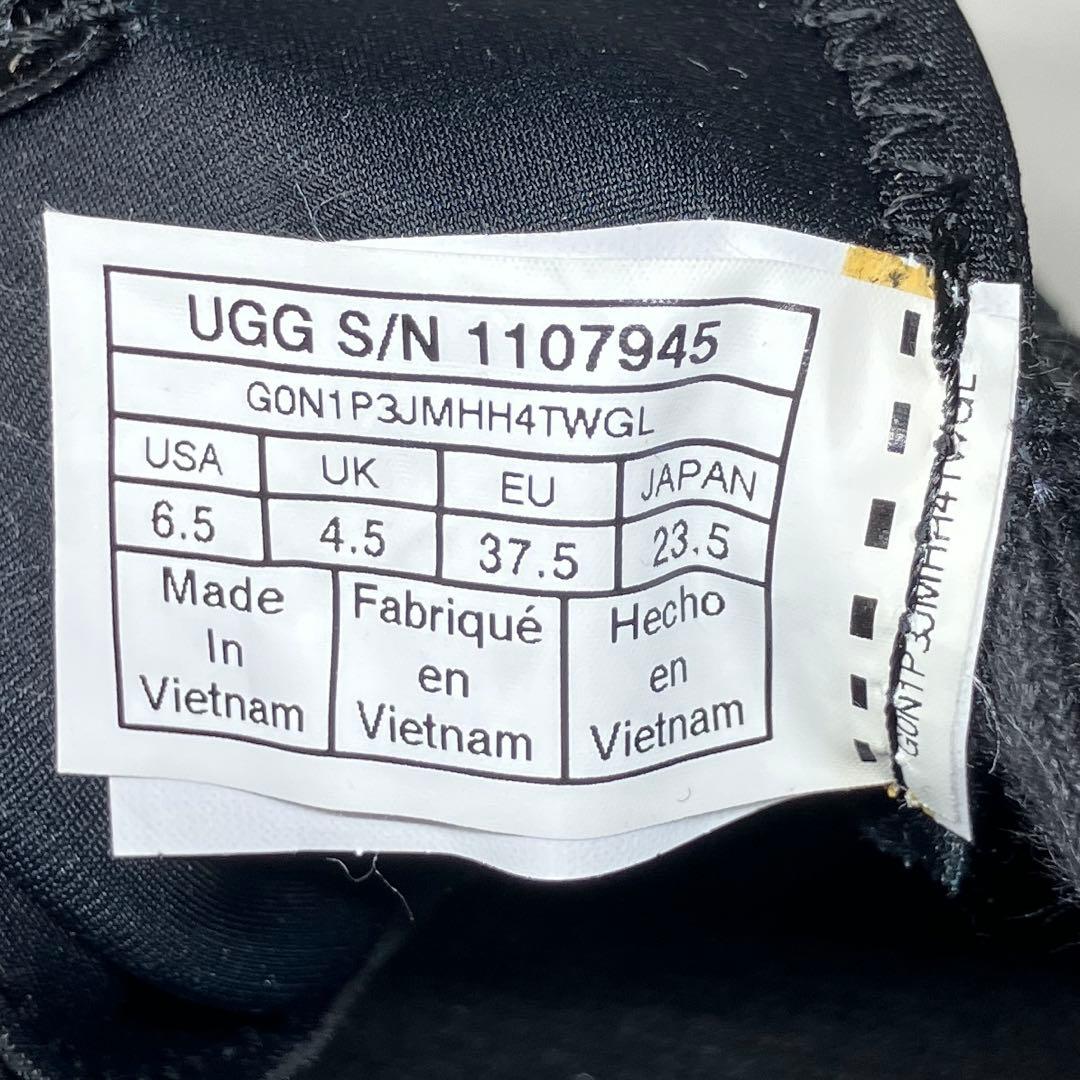 UGG S/N 1107945
G0N1P3JMHH4TWGL
USA UK EU JAPAN
6.5 4.5 37.5 23.5
Made
In
Vietnam
Fabriqué
en
Vietnam
Hecho
en
Vietnam
G0N1P3JMHH4TWGL